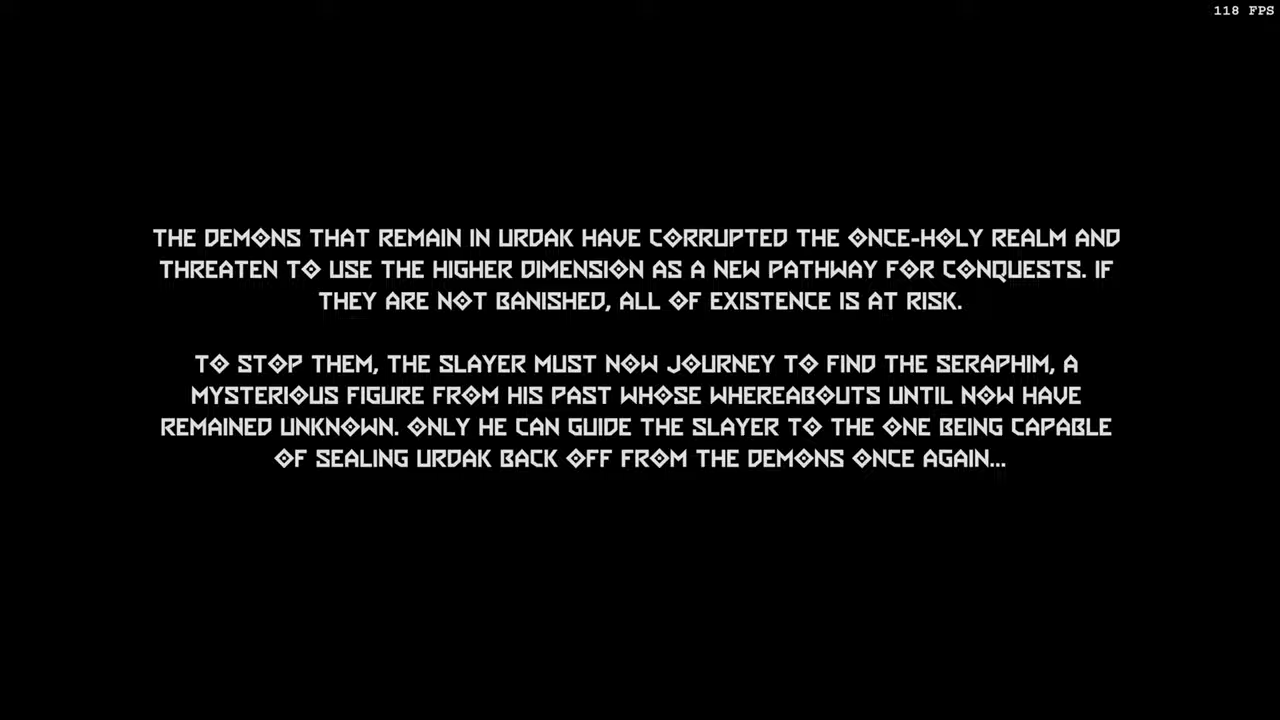 118 FPS
THE DEMONS THAT REMAIN IN URDAK HAVE CORRUPTED THE ONCE-HOLY REALM AND
THREATEN TO USE THE HIGHER DIMENSION AS A NEW PATHWAY FOR CONQUESTS. IF
THEY ARE NOT BANISHED, ALL OF EXISTENCE IS AT RISK.
TO STOP THEM, THE SLAYER MUST NOW JOURNEY TO FIND THE SERAPHIM, A
MYSTERIOUS FIGURE FROM HIS PAST WHOSE WHEREABOUTS UNTIL NOW HAVE
REMAINED UNKNOWN. ONLY HE CAN GUIDE THE SLAYER TO THE ONE BEING CAPABLE
OF SEALING URDAK BACK OFF FROM THE DEMONS ONCE AGAIN...